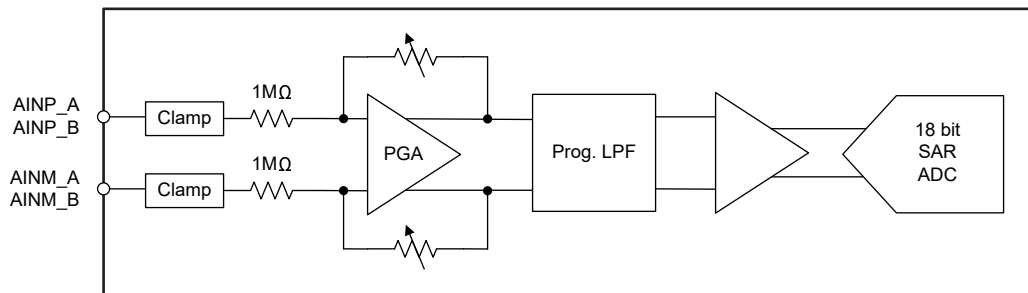 AINP_A
AINP_B
Clamp
1MΩ
PGA
Prog. LPF
18 bit
SAR
ADC
AINM_A
AINM_B
Clamp
1MΩ